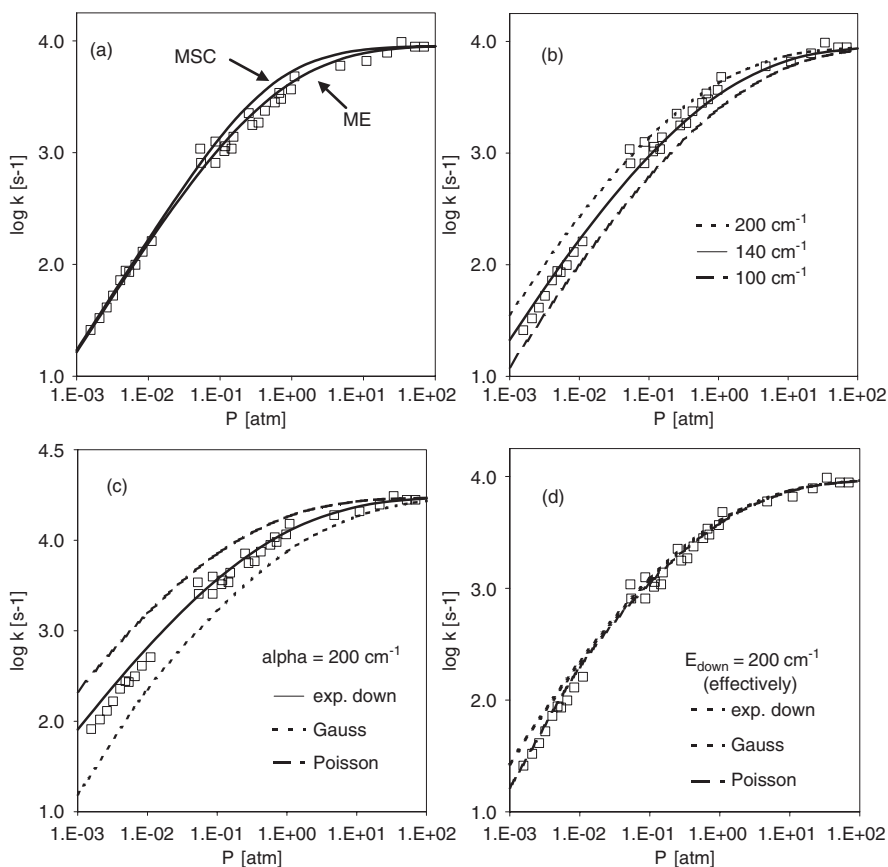 (a)
MSC
ME
4.0
3.0
2.0
1.0
log k [s-1]
1.E-03 1.E-02 1.E-01 1.E+00 1.E+01 1.E+02
P [atm]
(b)
4.0
3.0
2.0
1.0
log k [s-1]
200 cm-1
140 cm-1
100 cm-1
1.E-03 1.E-02 1.E-01 1.E+00 1.E+01 1.E+02
P [atm]
(c)
4.5
4.0
3.0
2.0
1.0
log k [s-1]
alpha = 200 cm-1
exp. down
Gauss
Poisson
1.E-03 1.E-02 1.E-01 1.E+00 1.E+01 1.E+02
P [atm]
(d)
4.0
3.0
2.0
1.0
log k [s-1]
Edown = 200 cm-1
(effectively)
exp. down
Gauss
Poisson
1.E-03 1.E-02 1.E-01 1.E+00 1.E+01 1.E+02
P [atm]